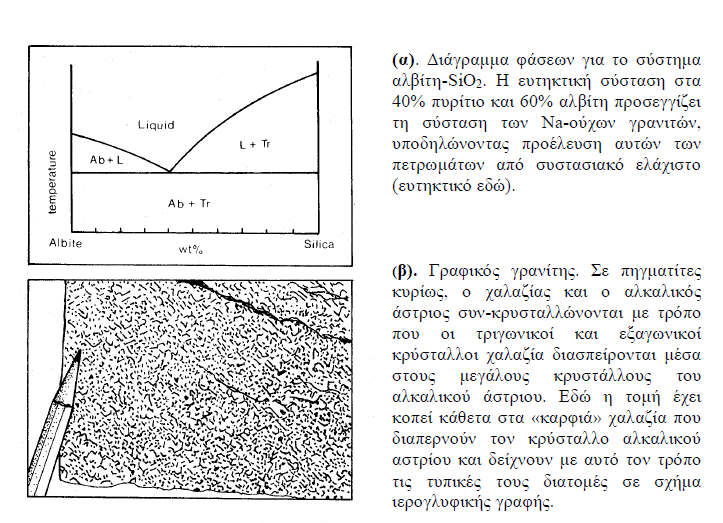 Liquid
Ab + L
L + Tr
Ab + Tr
temperature
Albite
wt%
Silica
(α). Διάγραμμα φάσεων για το σύστημα
αλβίτη-SiO2. Η ευτηκτική σύσταση στα
40% πυρίτιο και 60% αλβίτη προσεγγίζει
τη σύσταση των Na-ούχων γρανιτών,
υποδηλώνοντας προέλευση αυτών των
πετρωμάτων από συστασιακό ελάχιστο
(ευτηκτικό εδώ).
(β). Γραφικός γρανίτης. Σε πηγματίτες
κυρίως, ο χαλαζίας και ο αλκαλικός
άστριος συν-κρυσταλλώνονται με τρόπο
που οι τριγωνικοί και εξαγωνικοί
κρύσταλλοι χαλαζία διασπείρονται μέσα
στους μεγάλους κρυστάλλους του
αλκαλικού άστριου. Εδώ η τομή έχει
κοπεί κάθετα στα «καρφιά» χαλαζία που
διαπερνούν τον κρύσταλλο αλκαλικού
αστρίου και δείχνουν με αυτό τον τρόπο
τις τυπικές τους διατομές σε σχήμα
ιερογλυφικής γραφής.